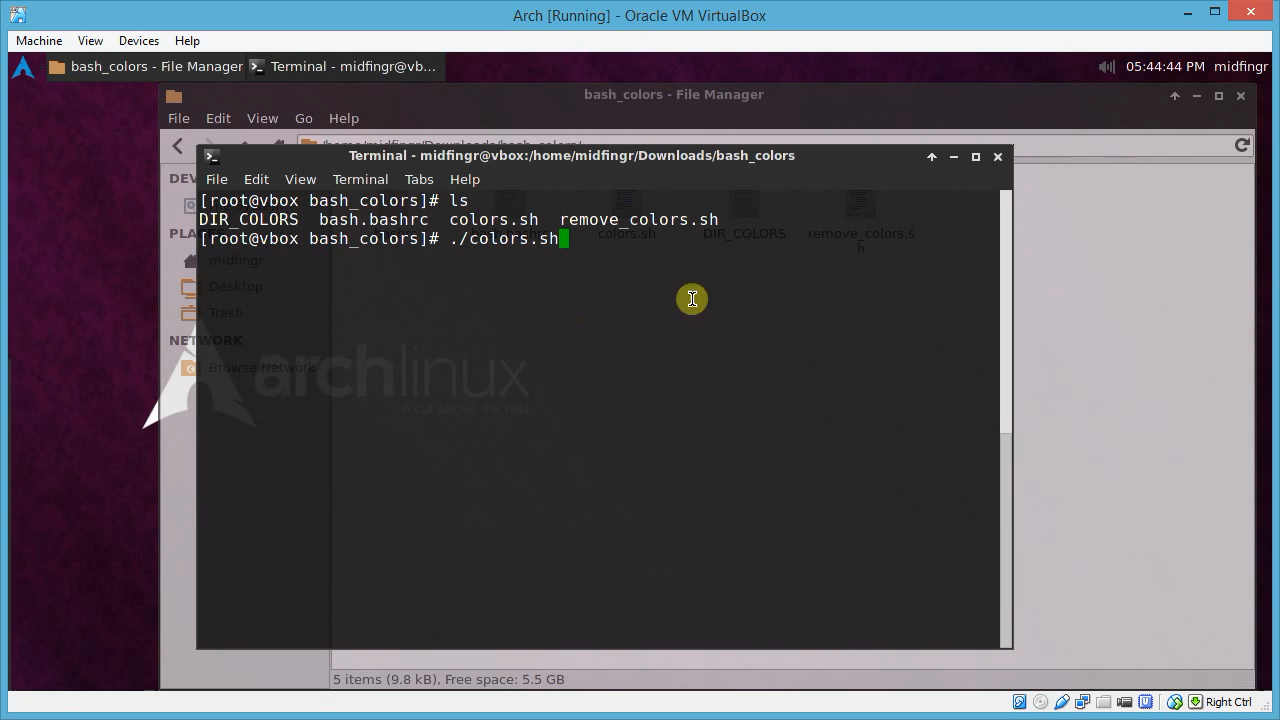 Arch [Running] - Oracle VM VirtualBox
Machine View Devices Help
bash_colors - File Manager
Terminal - midfingr@vb...
05:44:44 PM midfingr
bash_colors - File Manager
File Edit View Go Help
/home/midfingr/Downloads/bash_colors/
Terminal - midfingr@vbox:/home/midfingr/Downloads/bash_colors
File Edit View Terminal Tabs Help
[root@vbox bash_colors]# ls
DIR_COLORS bash.bashrc colors.sh remove_colors.sh
[root@vbox bash_colors]# ./colors.sh
DEV
PLA
midfingr
Desktop
Trash
NETWORK
Browse Network
colors.sh
DIR_COLORS
remove_colors.s
h
archlinux
A cut above the rest
5 items (9.8 kB), Free space: 5.5 GB
Right Ctrl